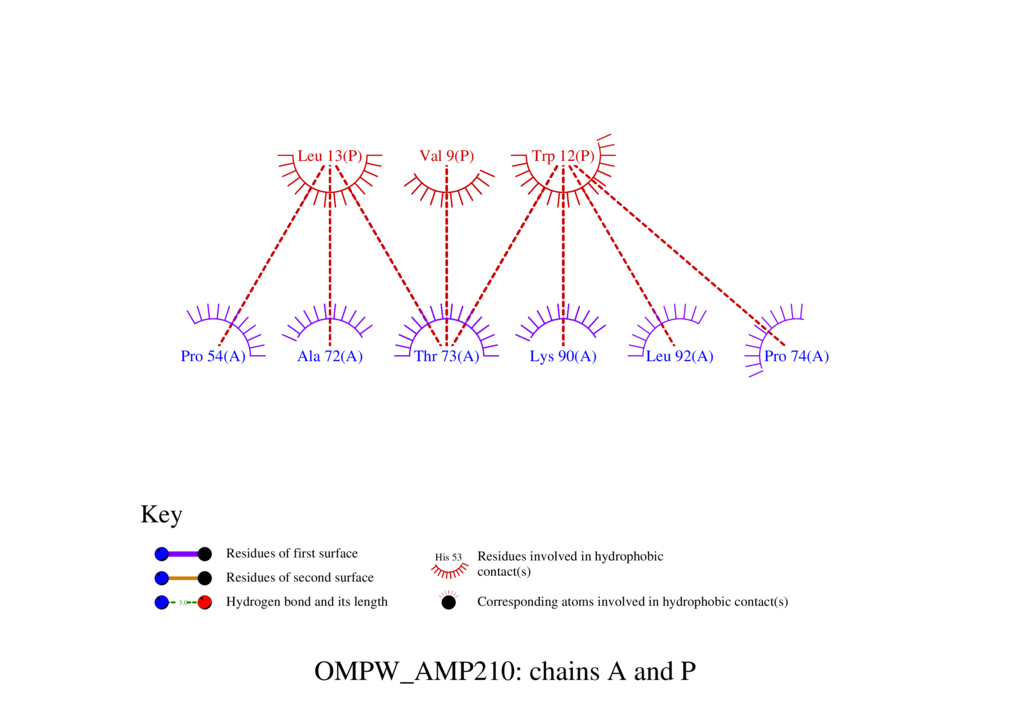 Leu 13(P) Val 9(P) Trp 12(P)
Pro 54(A) Ala 72(A) Thr 73(A) Lys 90(A) Leu 92(A) Pro 74(A)
Key
Residues of first surface
Residues of second surface
3.0 Hydrogen bond and its length
His 53 Residues involved in hydrophobic
contact(s)
Corresponding atoms involved in hydrophobic contact(s)
OMPW_AMP210: chains A and P